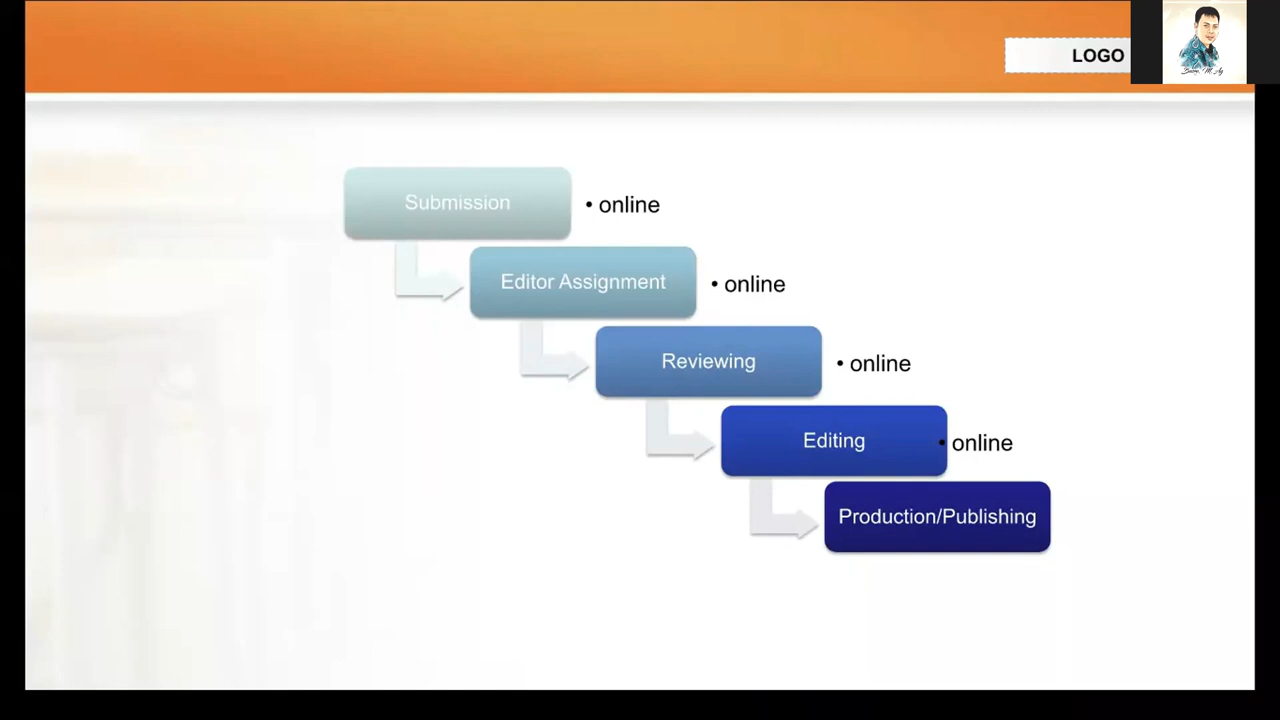 LOGO
Submission
• online
Editor Assignment
• online
Reviewing
• online
Editing
• online
Production/Publishing